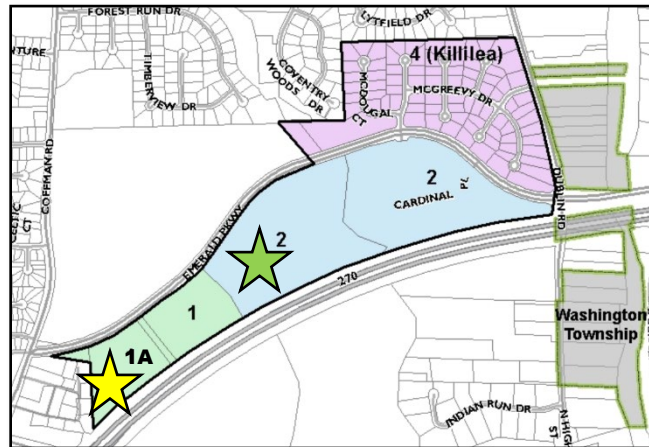 FOREST RUN DR
LYTFIELD DR
TIMBERVIEW DR
COVENTRY
WOODS DR
4 (Killilea)
MCDOUGAL
CT
MCGREEVY DR
COFFMAN RD
CELTIC
CT
EMERALD PKWY
2
CARDINAL PL
DUBLIN RD
2
270
1
1A
Washington
Township
INDIAN RUN DR
N HIGH
ST